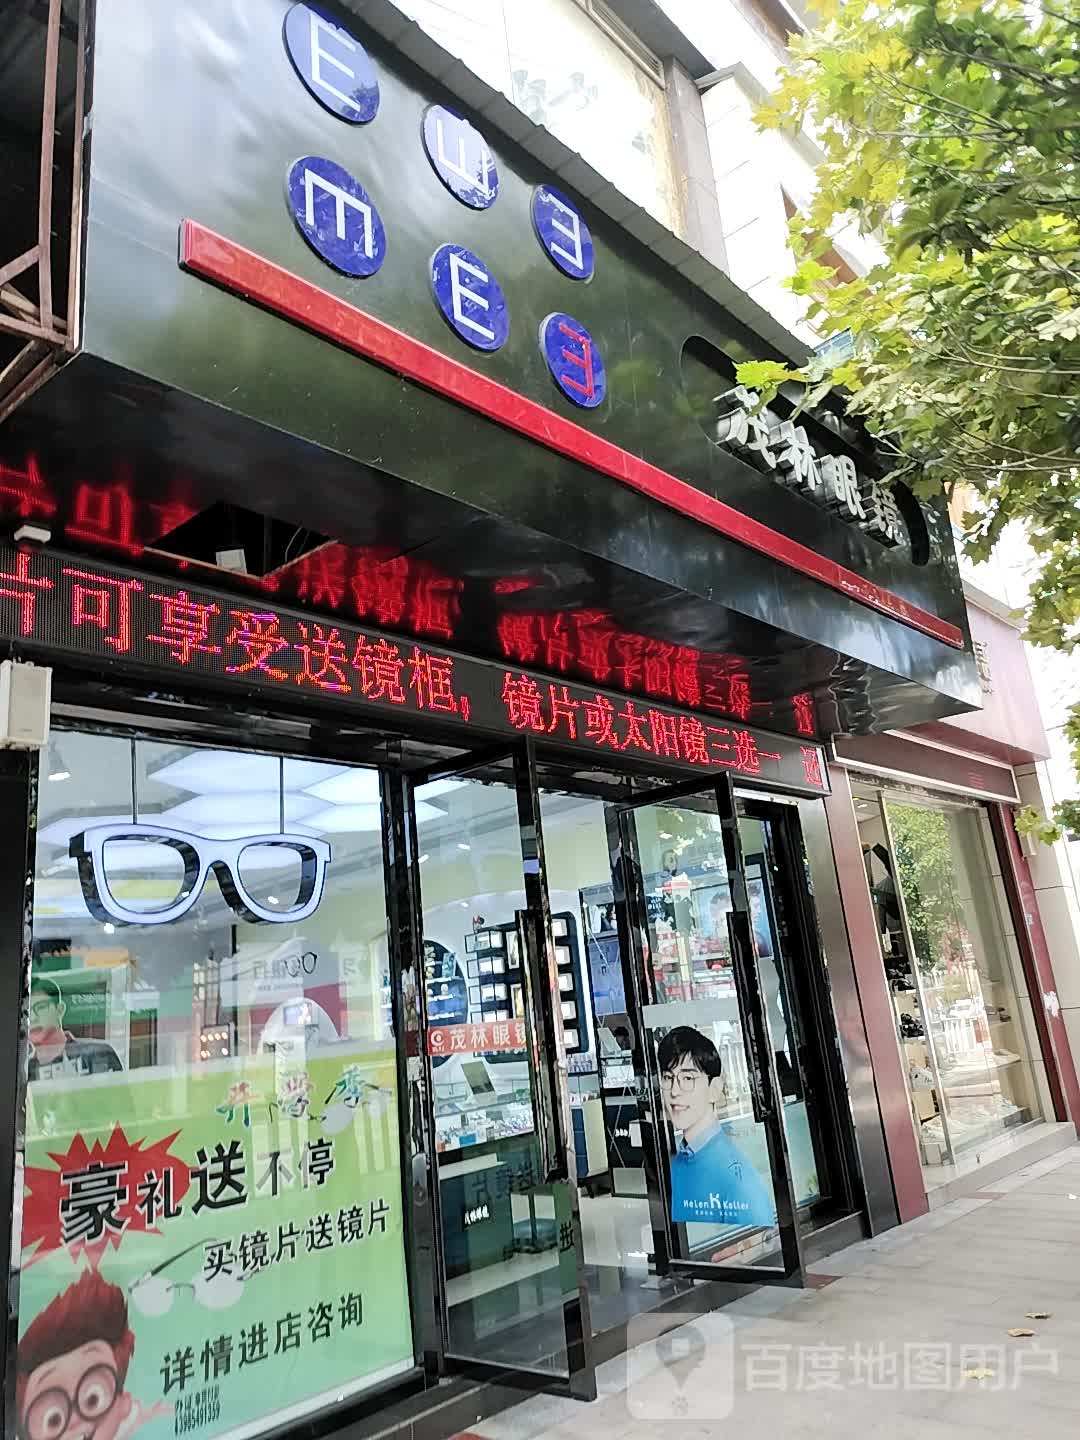 E E E
E E E
茂林眼镜
片可享受送镜框，镜片或太阳镜三选一
茂林眼镜
开学季
豪礼送不停
买镜片送镜片
详情进店咨询
Helen Keller
百度地图用户